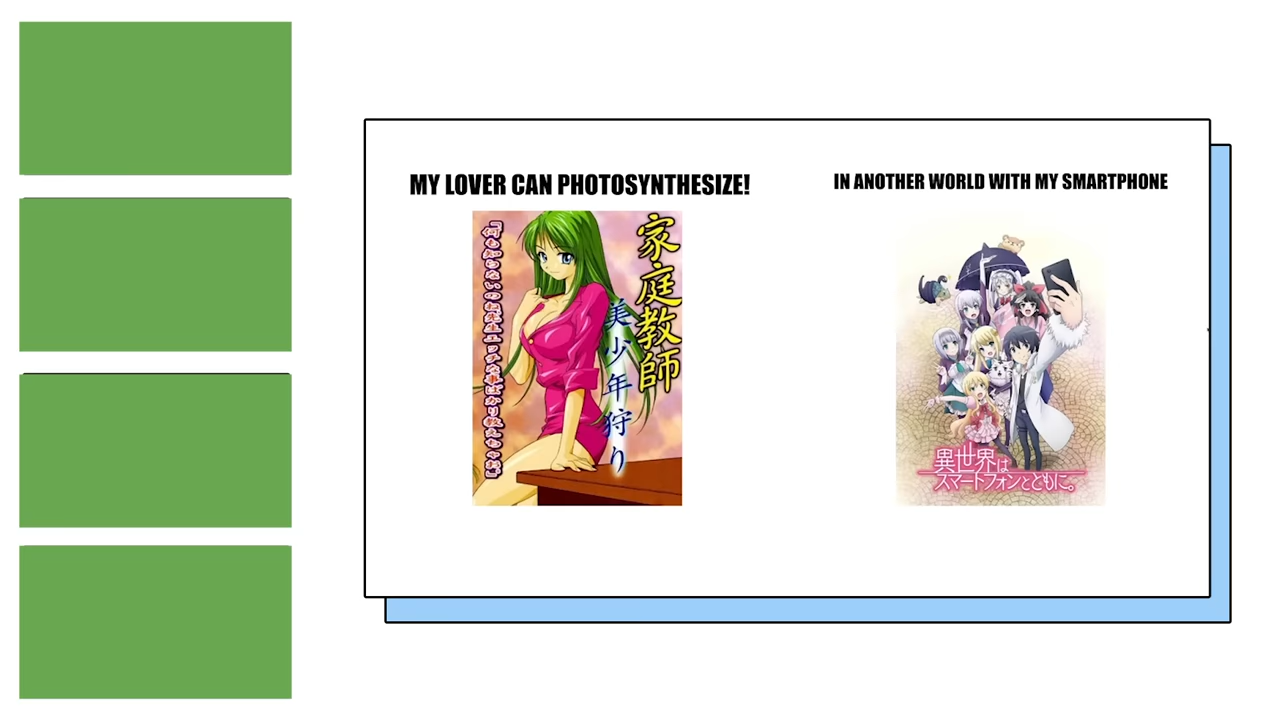 MY LOVER CAN PHOTOSYNTHESIZE!
IN ANOTHER WORLD WITH MY SMARTPHONE
家庭教師
美少年狩り
異世界は
スマートフォンとともに。